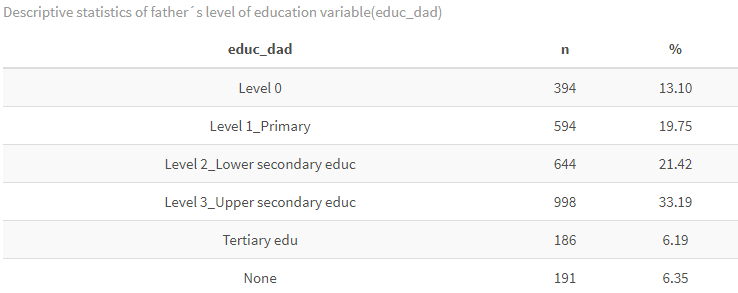 Descriptive statistics of father´s level of education variable(educ_dad)
educ_dad n %
Level 0 394 13.10
Level 1_Primary 594 19.75
Level 2_Lower secondary educ 644 21.42
Level 3_Upper secondary educ 998 33.19
Tertiary edu 186 6.19
None 191 6.35